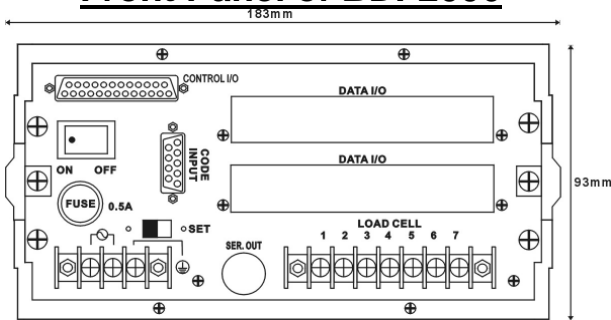 183mm
CONTROL I/O
DATA I/O
CODE
INPUT
ON OFF
DATA I/O
FUSE 0.5A
SET
LOAD CELL
1 2 3 4 5 6 7
SER. OUT
93mm